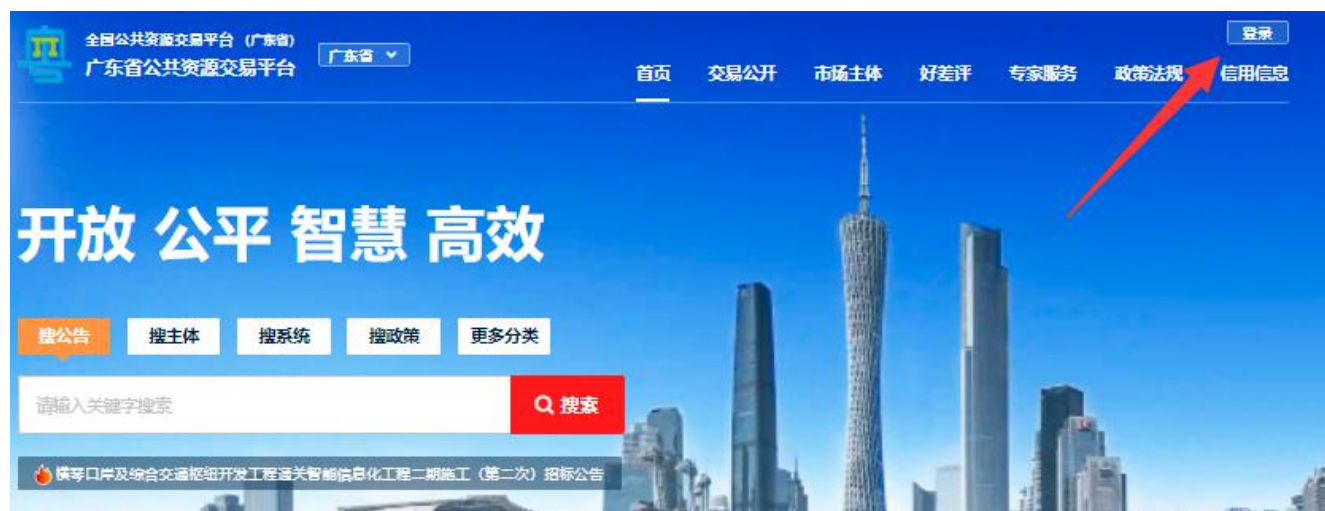 全国公共资源交易平台（广东省）
广东省公共资源交易平台
广东省
登录
首页 交易公开 市场主体 好差评 专家服务 政策法规 信用信息
开放 公平 智慧 高效
搜公告 搜主体 搜系统 搜政策 更多分类
请输入关键字搜索
搜索
横琴口岸及综合交通枢纽开发工程通关智能信息化工程二期施工（第二次）招标公告